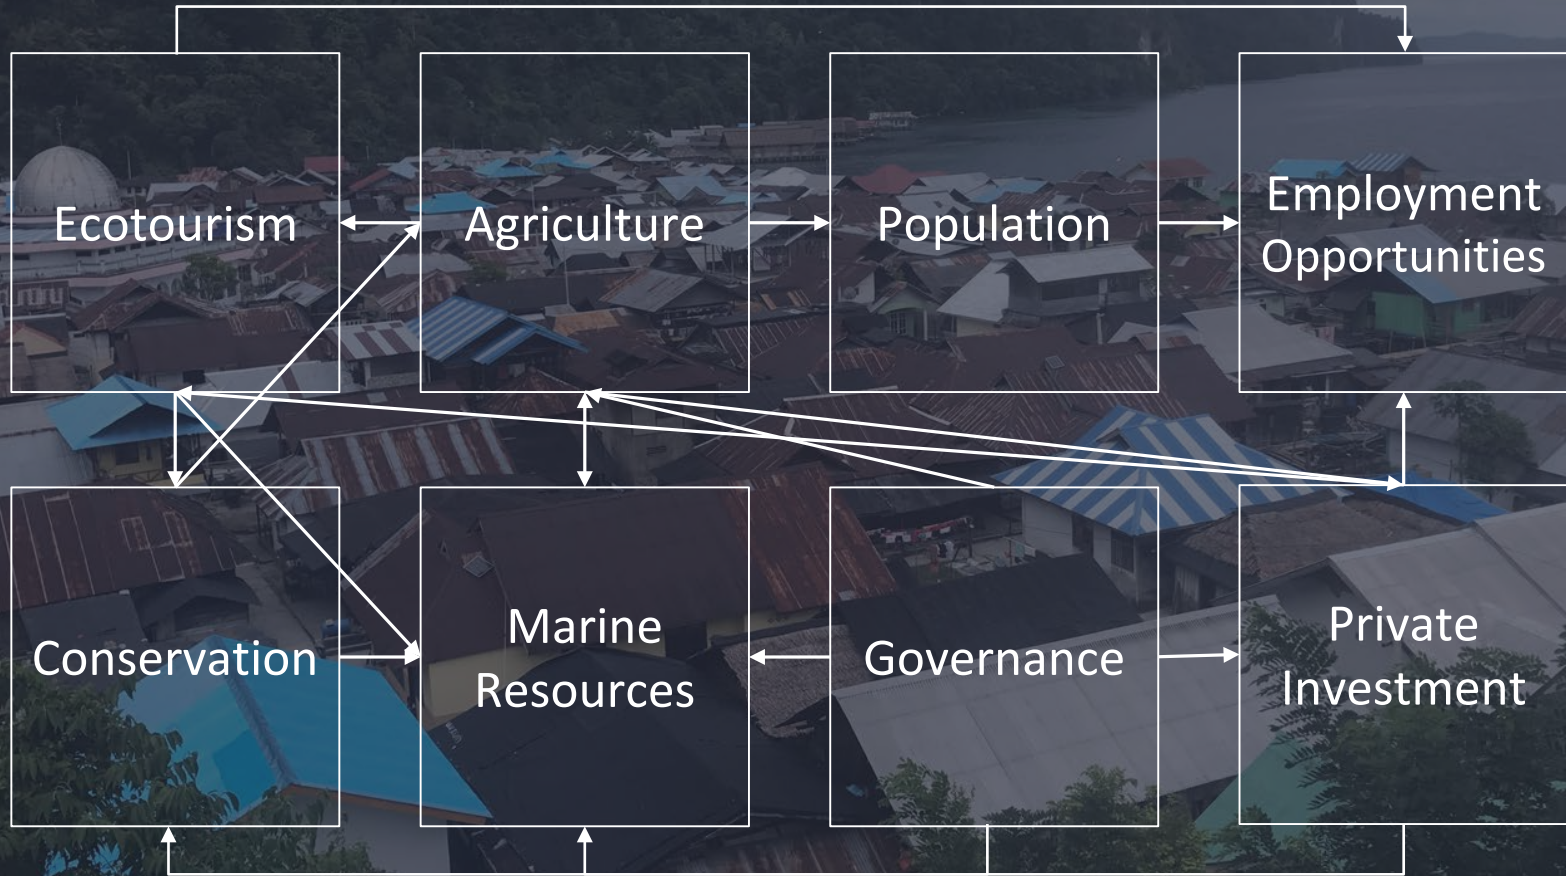 Ecotourism
Agriculture
Population
Employment
Opportunities
Conservation
Marine
Resources
Governance
Private
Investment